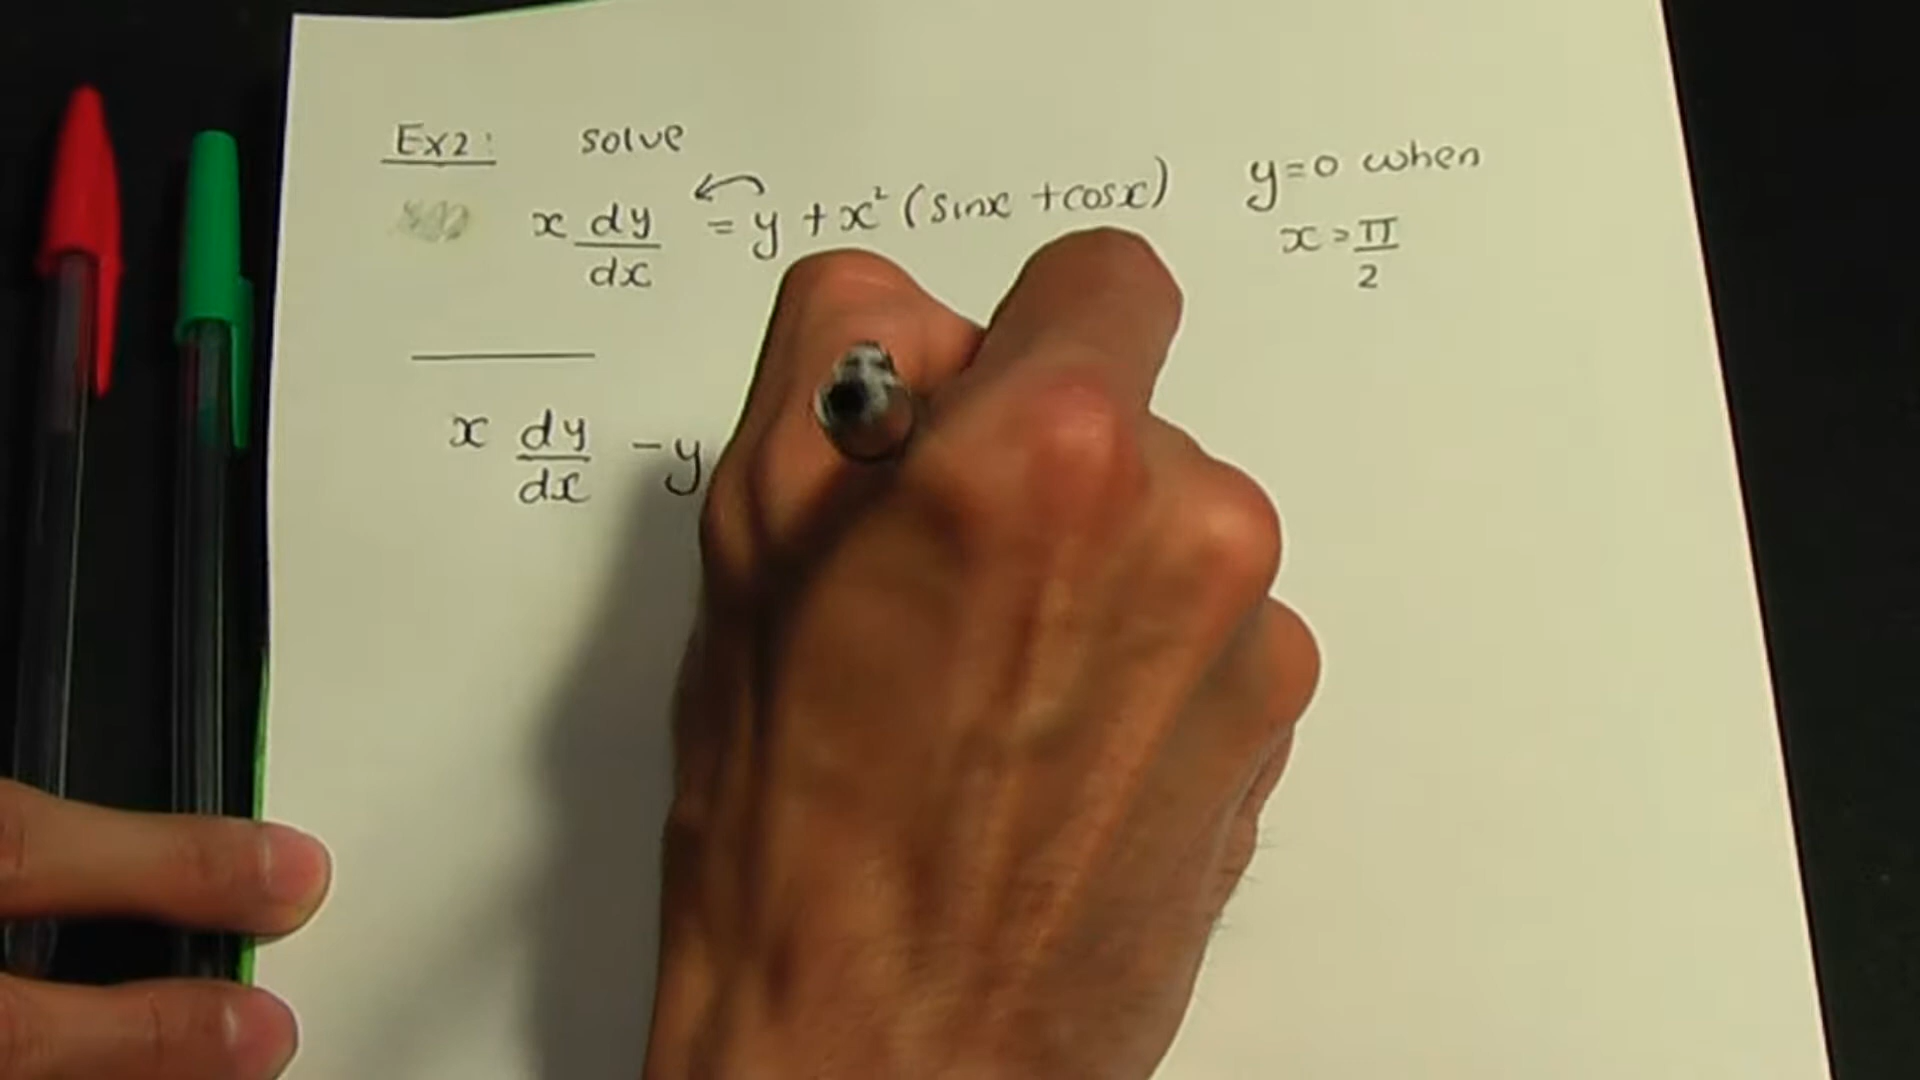 Ex2: solve
x dy/dx = y + x² (sinx + cosx) y=0 when
x = π/2
x dy/dx - y